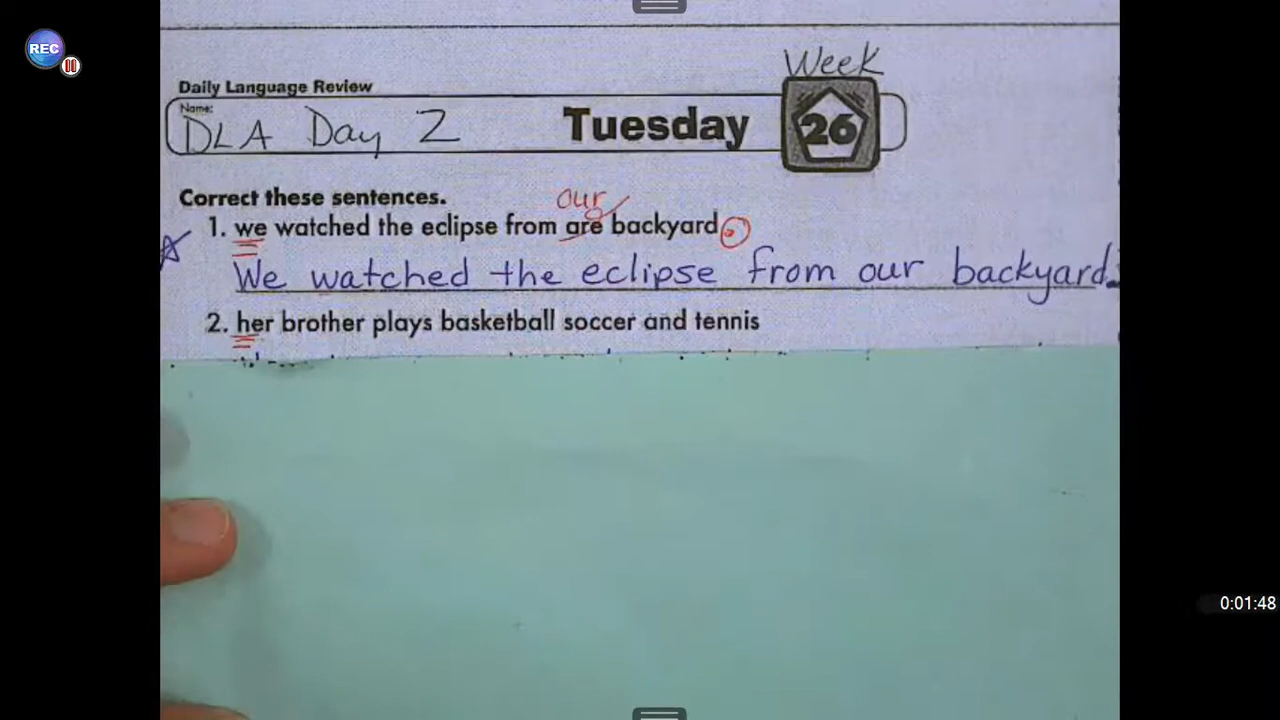 REC
Week
Daily Language Review
Name:
DLA Day 2
Tuesday
26
Correct these sentences.
our
1. we watched the eclipse from are backyard.
We watched the eclipse from our backyard.
2. her brother plays basketball soccer and tennis
0:01:48